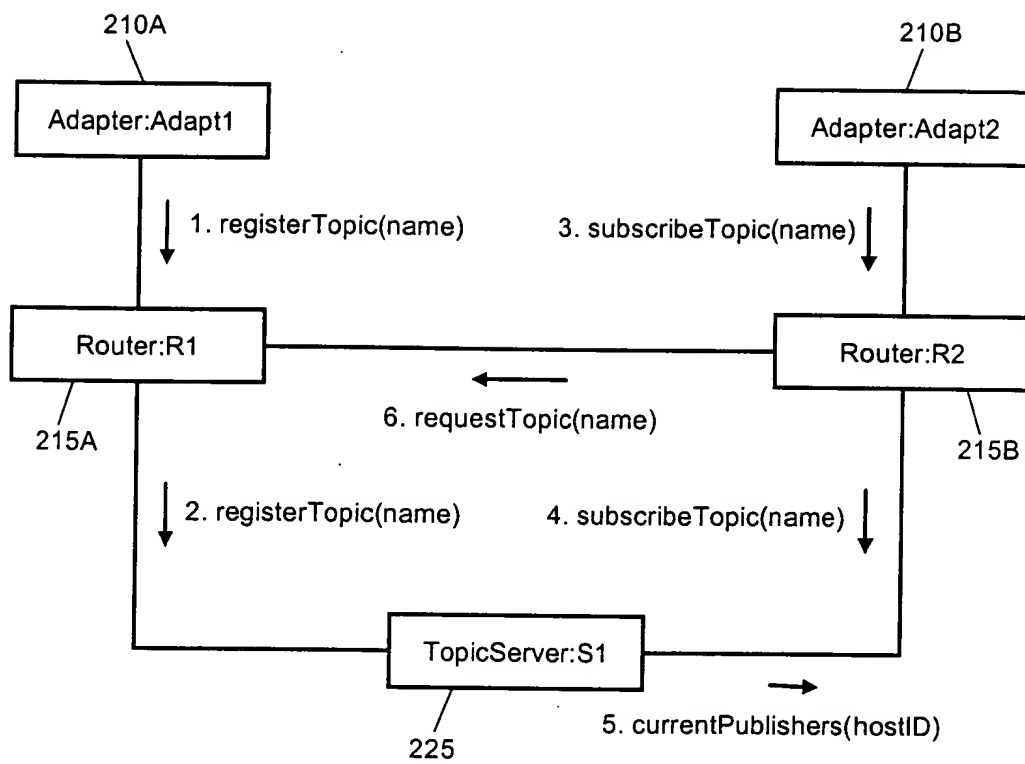 210A
210B
Adapter:Adapt1
Adapter:Adapt2
1. registerTopic(name)
3. subscribeTopic(name)
Router:R1
Router:R2
6. requestTopic(name)
215A
215B
2. registerTopic(name)
4. subscribeTopic(name)
TopicServer:S1
5. currentPublishers(hostID)
225